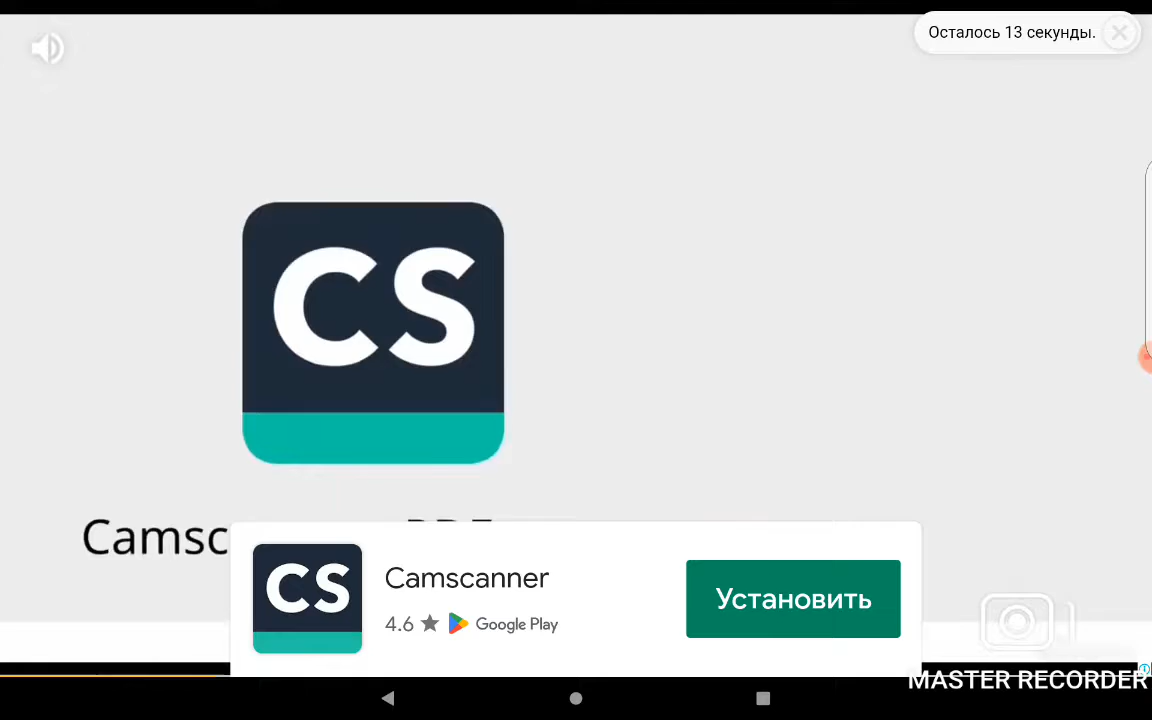 Осталось 13 секунды.
CS
Camsc
CS
Camscanner
4.6 ★ Google Play
Установить
MASTER RECORDER